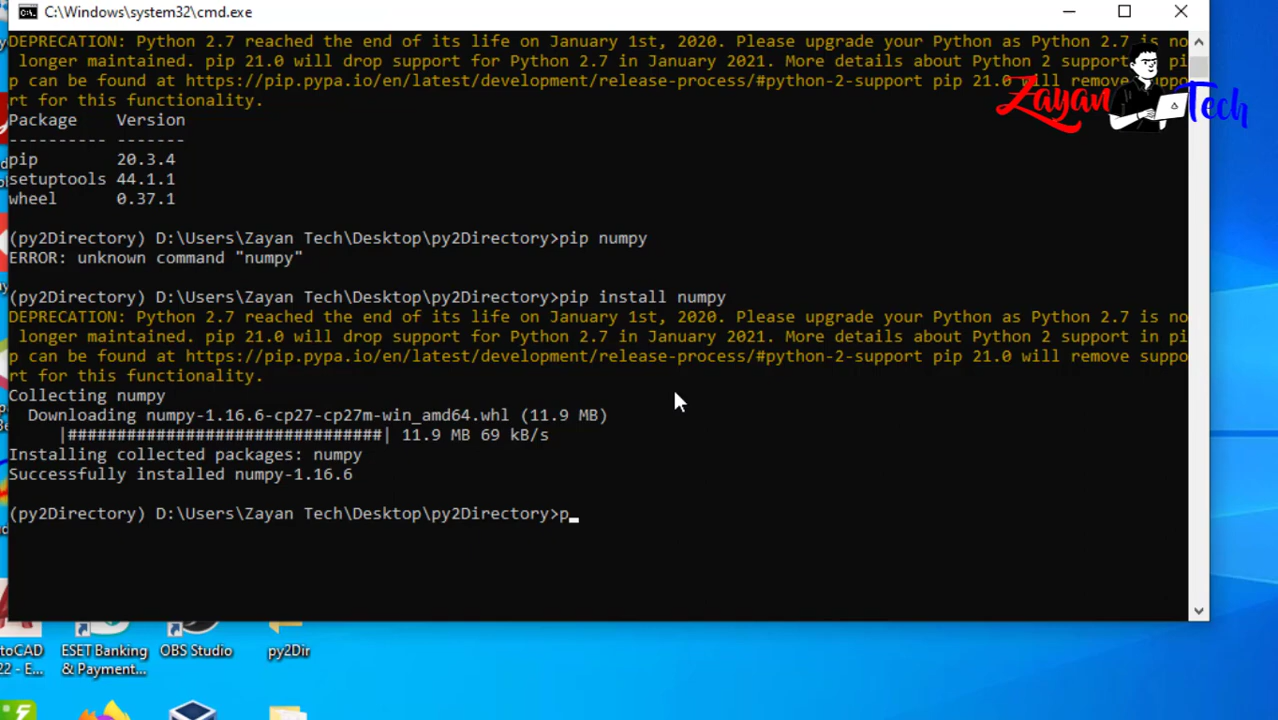 C:\Windows\system32\cmd.exe
DEPRECATION: Python 2.7 reached the end of its life on January 1st, 2020. Please upgrade your Python as Python 2.7 is no
longer maintained. pip 21.0 will drop support for Python 2.7 in January 2021. More details about Python 2 support in pi
p can be found at https://pip.pypa.io/en/latest/development/release-process/#python-2-support pip 21.0 will remove suppo
rt for this functionality.
Package    Version
---------- -------
pip        20.3.4
setuptools 44.1.1
wheel      0.37.1
(py2Directory) D:\Users\Zayan Tech\Desktop\py2Directory>pip numpy
ERROR: unknown command "numpy"
(py2Directory) D:\Users\Zayan Tech\Desktop\py2Directory>pip install numpy
DEPRECATION: Python 2.7 reached the end of its life on January 1st, 2020. Please upgrade your Python as Python 2.7 is no
longer maintained. pip 21.0 will drop support for Python 2.7 in January 2021. More details about Python 2 support in pi
p can be found at https://pip.pypa.io/en/latest/development/release-process/#python-2-support pip 21.0 will remove suppo
rt for this functionality.
Collecting numpy
  Downloading numpy-1.16.6-cp27-cp27m-win_amd64.whl (11.9 MB)
     |################################| 11.9 MB 69 kB/s
Installing collected packages: numpy
Successfully installed numpy-1.16.6
(py2Directory) D:\Users\Zayan Tech\Desktop\py2Directory>p_
Zayan Tech
ESET Banking
& Payment...
OBS Studio
py2Dir